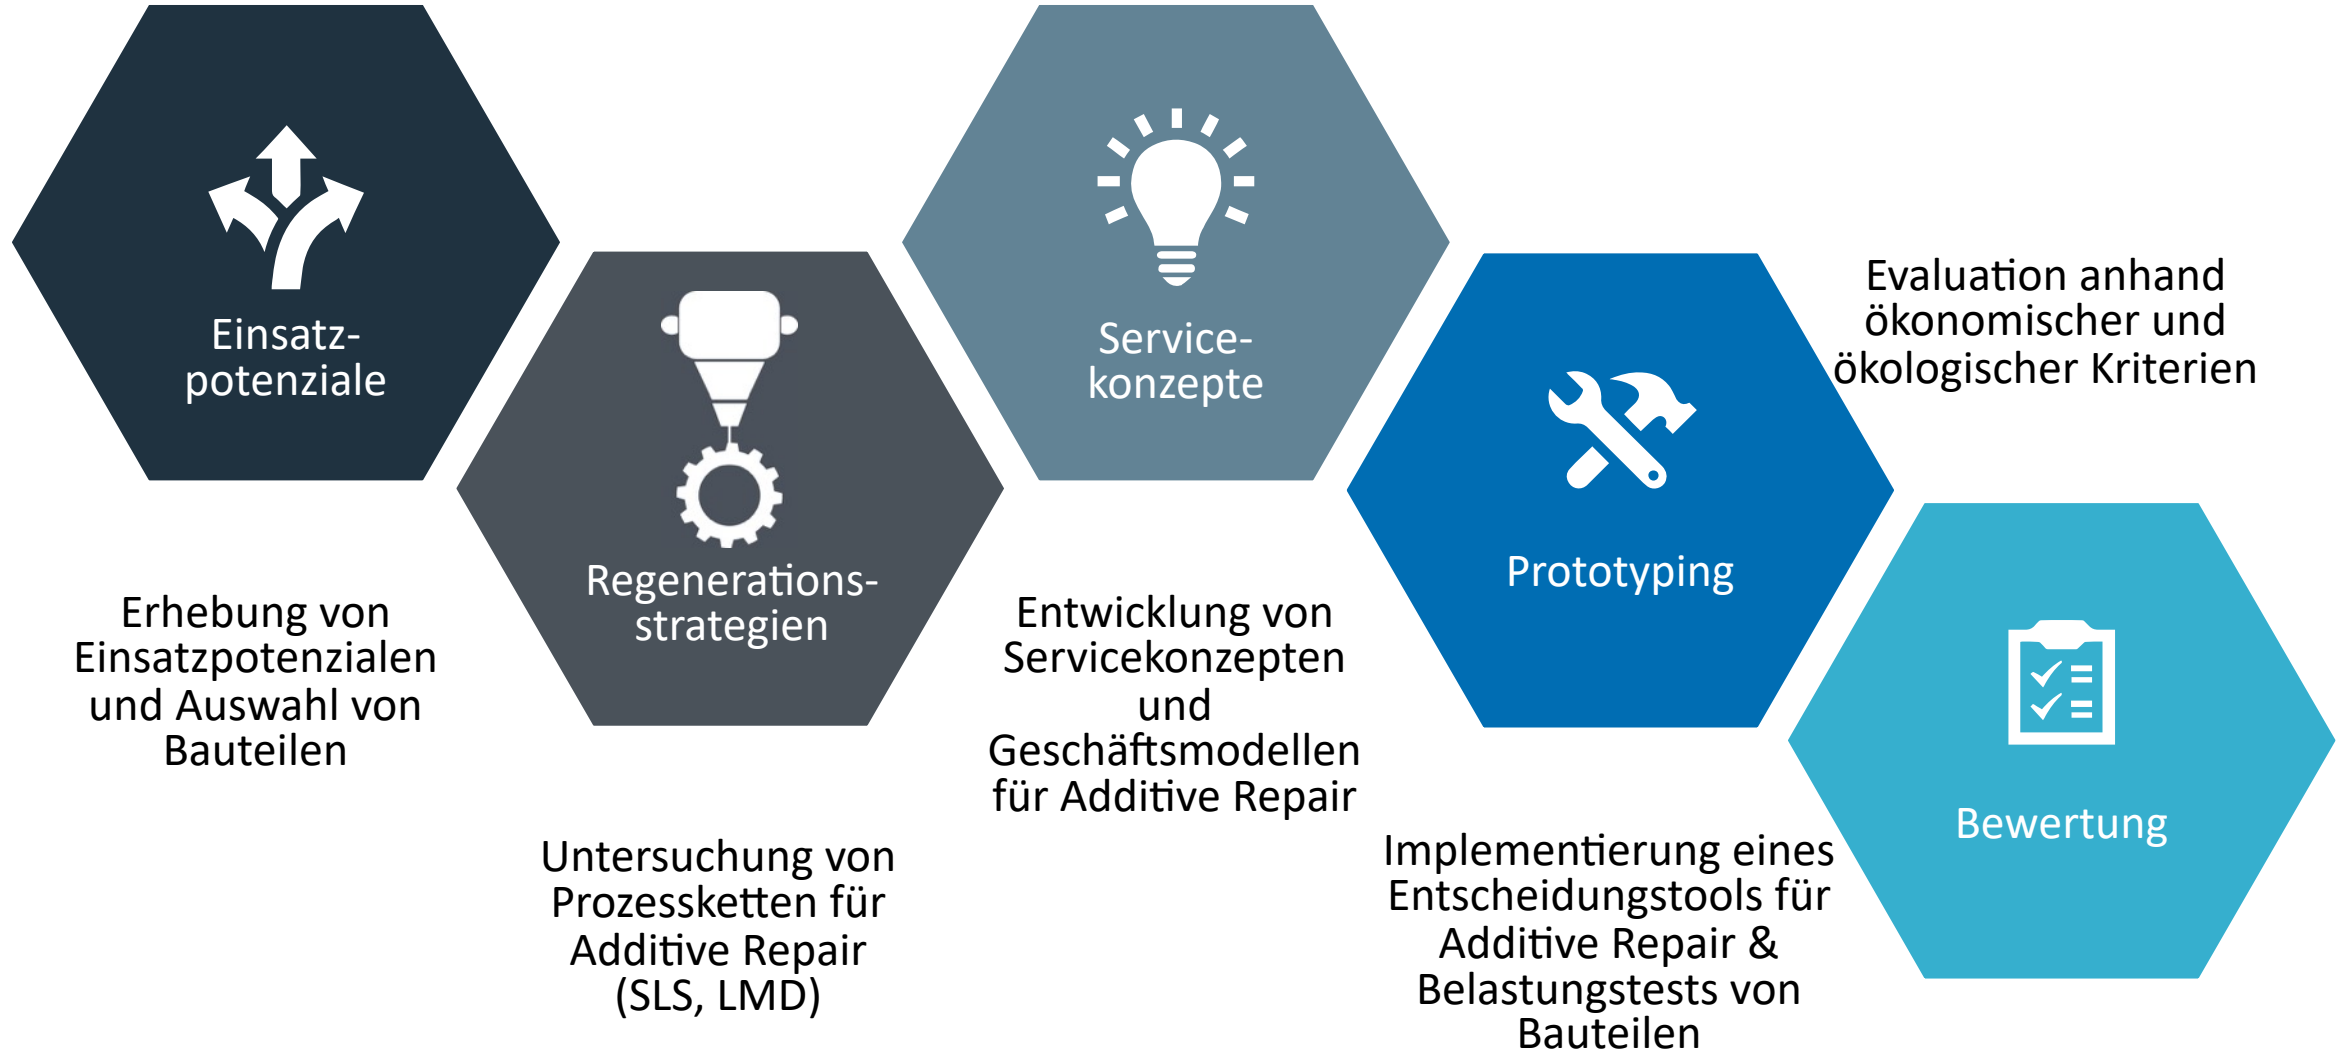 Einsatz-
potenziale
Erhebung von
Einsatzpotenzialen
und Auswahl von
Bauteilen
Regenerations-
strategien
Untersuchung von
Prozessketten für
Additive Repair
(SLS, LMD)
Service-
konzepte
Entwicklung von
Servicekonzepten
und
Geschäftsmodellen
für Additive Repair
Prototyping
Implementierung eines
Entscheidungstools für
Additive Repair &
Belastungstests von
Bauteilen
Evaluation anhand
ökonomischer und
ökologischer Kriterien
Bewertung